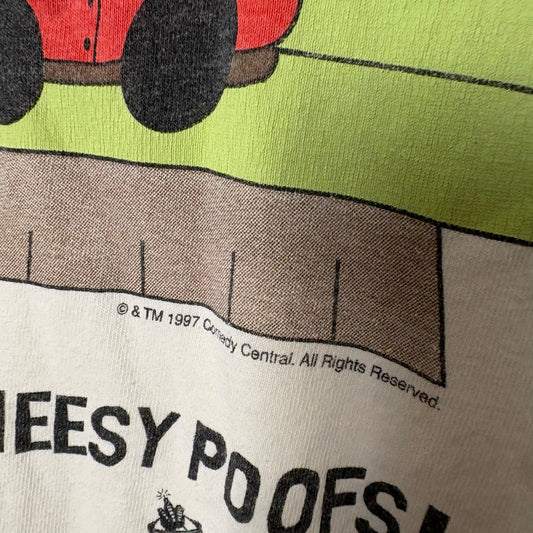 © & TM 1997 Comedy Central. All Rights Reserved.
HEESY POOFS!